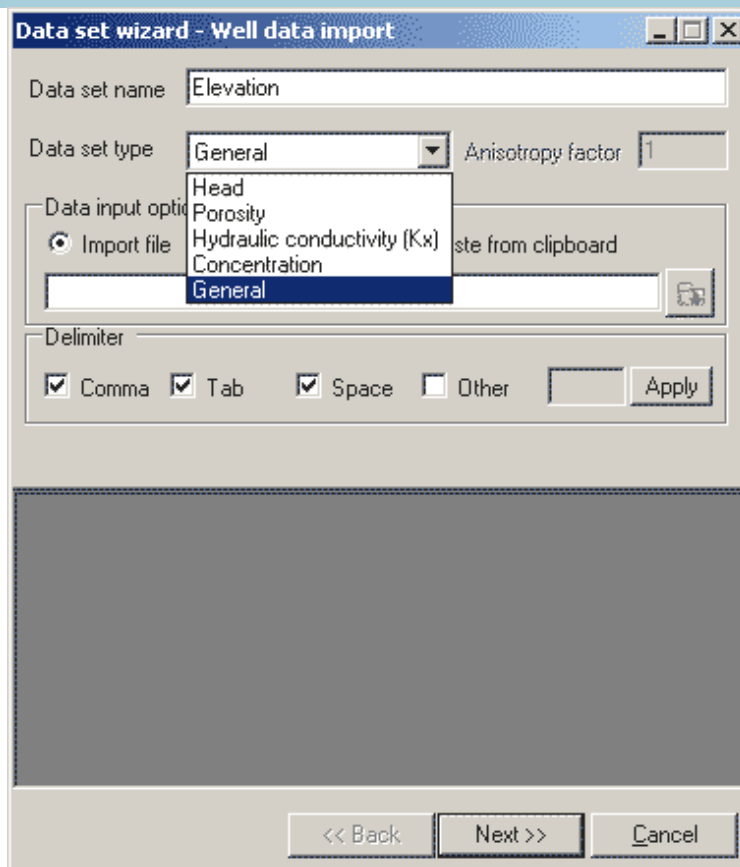 Data set wizard - Well data import
Data set name Elevation
Data set type General Anisotropy factor 1
Head
Data input optic
Porosity
Import file Hydraulic conductivity (Kx) ste from clipboard
Concentration
General
Delimiter
Comma Tab Space Other Apply
<< Back Next >> Cancel